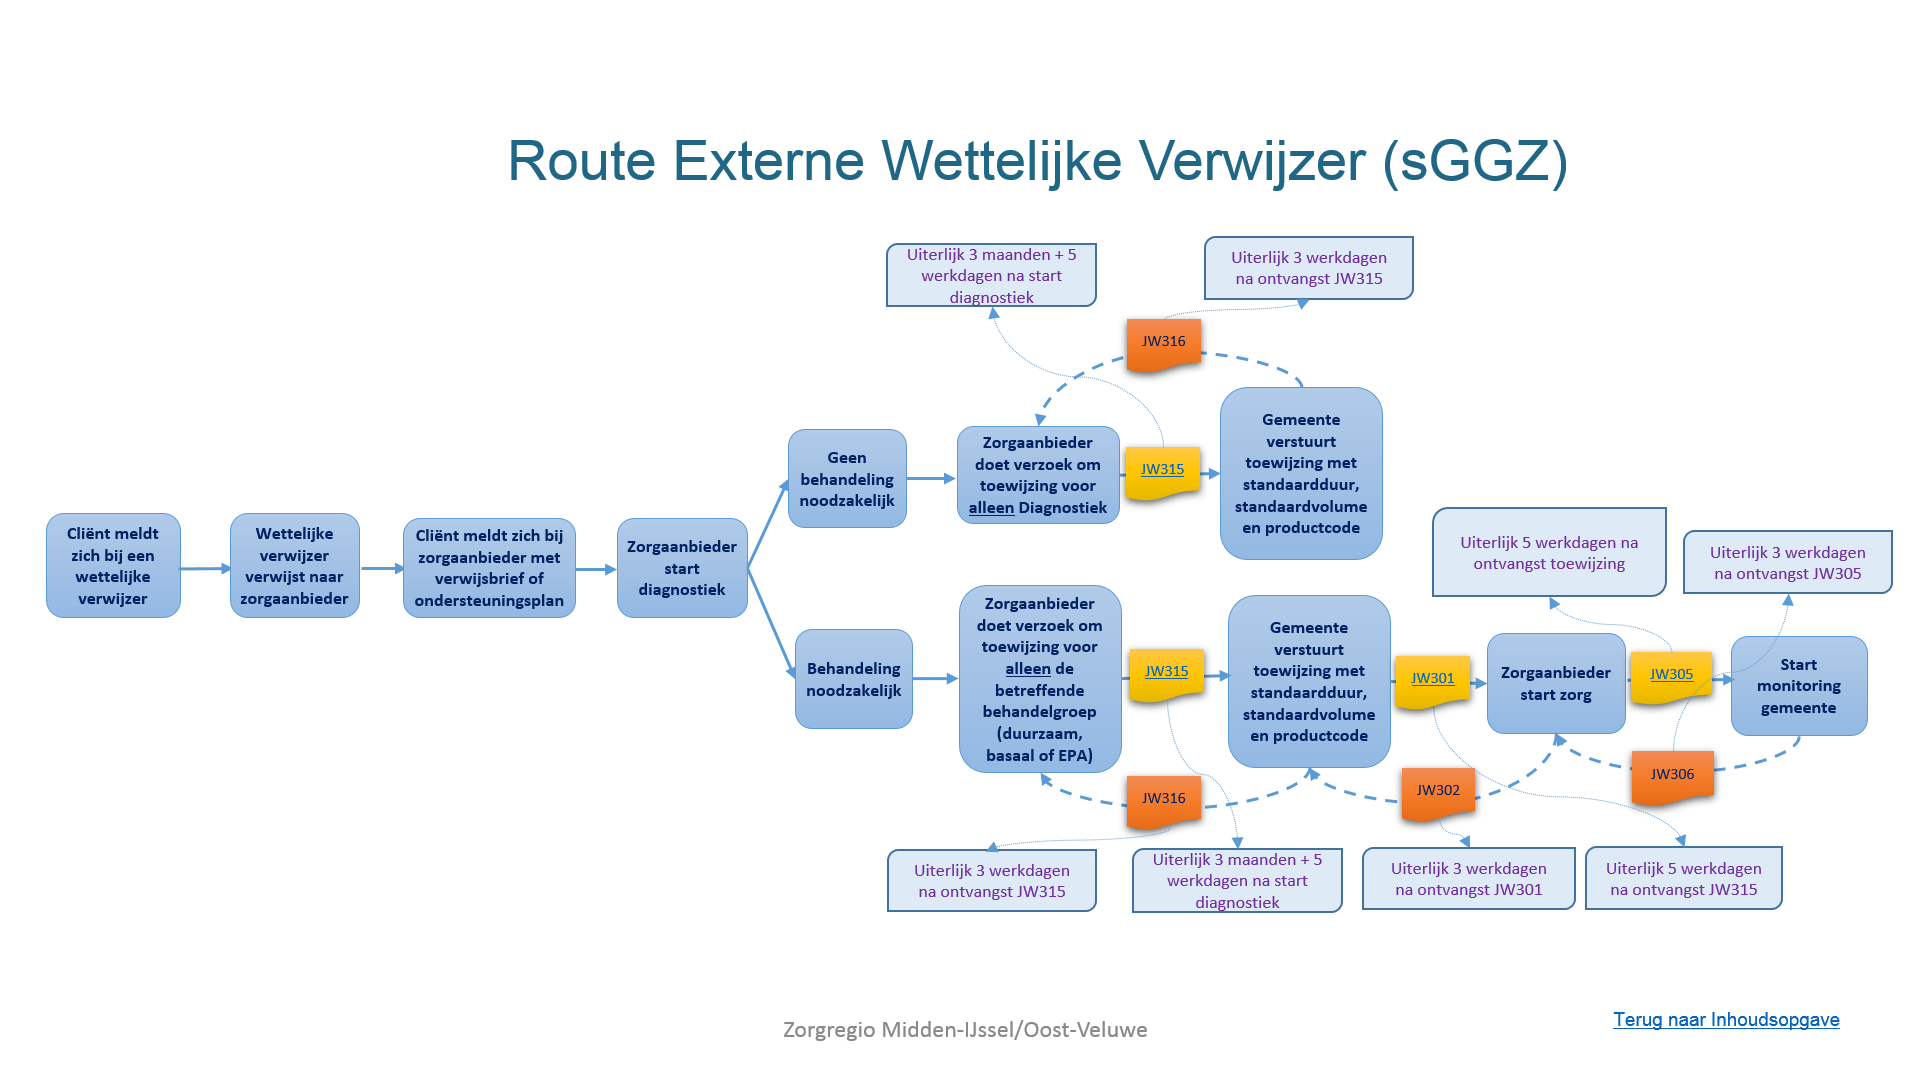 Route Externe Wettelijke Verwijzer (sGGZ)
Uiterlijk 3 maanden + 5
werkdagen na start
diagnostiek
Uiterlijk 3 werkdagen
na ontvangst JW315
JW316
Cliënt meldt
zich bij een
wettelijke
verwijzer
Wettelijke
verwijzer
verwijst naar
zorgaanbieder
Cliënt meldt zich bij
zorgaanbieder met
verwijsbrief of
ondersteuningsplan
Zorgaanbieder
start
diagnostiek
Geen
behandeling
noodzakelijk
Zorgaanbieder
doet verzoek om
toewijzing voor
alleen Diagnostiek
JW315
Gemeente
verstuurt
toewijzing met
standaardduur,
standaardvolume
en productcode
Behandeling
noodzakelijk
Zorgaanbieder
doet verzoek om
toewijzing voor
alleen de
betreffende
behandelgroep
(duurzaam,
basaal of EPA)
JW315
Gemeente
verstuurt
toewijzing met
standaardduur,
standaardvolume
en productcode
JW301
Zorgaanbieder
start zorg
JW305
Start
monitoring
gemeente
Uiterlijk 5 werkdagen na
ontvangst toewijzing
Uiterlijk 3 werkdagen
na ontvangst JW305
JW316
JW302
JW306
Uiterlijk 3 werkdagen
na ontvangst JW315
Uiterlijk 3 maanden + 5
werkdagen na start
diagnostiek
Uiterlijk 3 werkdagen
na ontvangst JW301
Uiterlijk 5 werkdagen
na ontvangst JW315
Zorgregio Midden-IJssel/Oost-Veluwe
Terug naar Inhoudsopgave